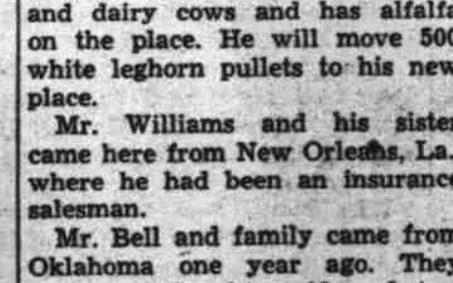 and dairy cows and has alfalfa
on the place. He will move 500
white leghorn pullets to his new
place.
Mr. Williams and his sister
came here from New Orleans, La.
where he had been an insurance
salesman.
Mr. Bell and family came from
Oklahoma one year ago. They